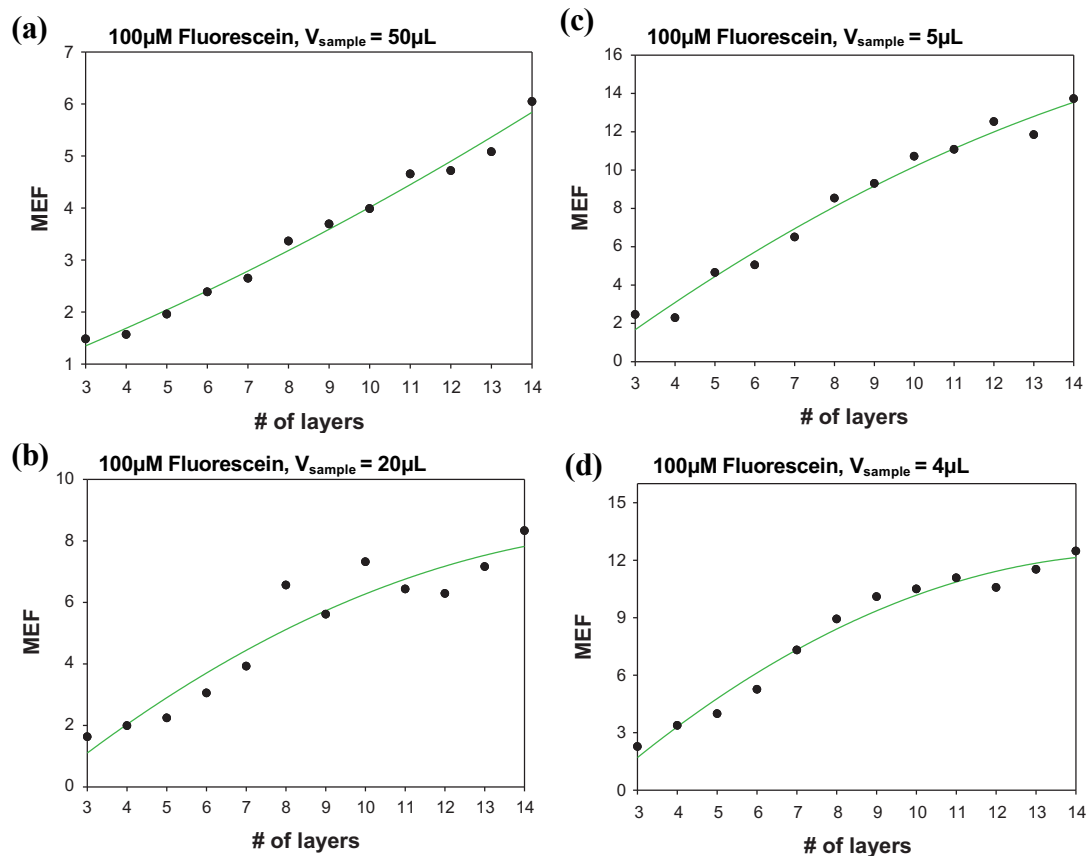 (a)
100µM Fluorescein, Vsample = 50µL
7
6
5
4
3
2
1
MEF
3 4 5 6 7 8 9 10 11 12 13 14
# of layers
(b)
100µM Fluorescein, Vsample = 20µL
10
8
6
4
2
0
MEF
3 4 5 6 7 8 9 10 11 12 13 14
# of layers
(c)
100µM Fluorescein, Vsample = 5µL
16
14
12
10
8
6
4
2
0
MEF
3 4 5 6 7 8 9 10 11 12 13 14
# of layers
(d)
100µM Fluorescein, Vsample = 4µL
15
12
9
6
3
0
MEF
3 4 5 6 7 8 9 10 11 12 13 14
# of layers